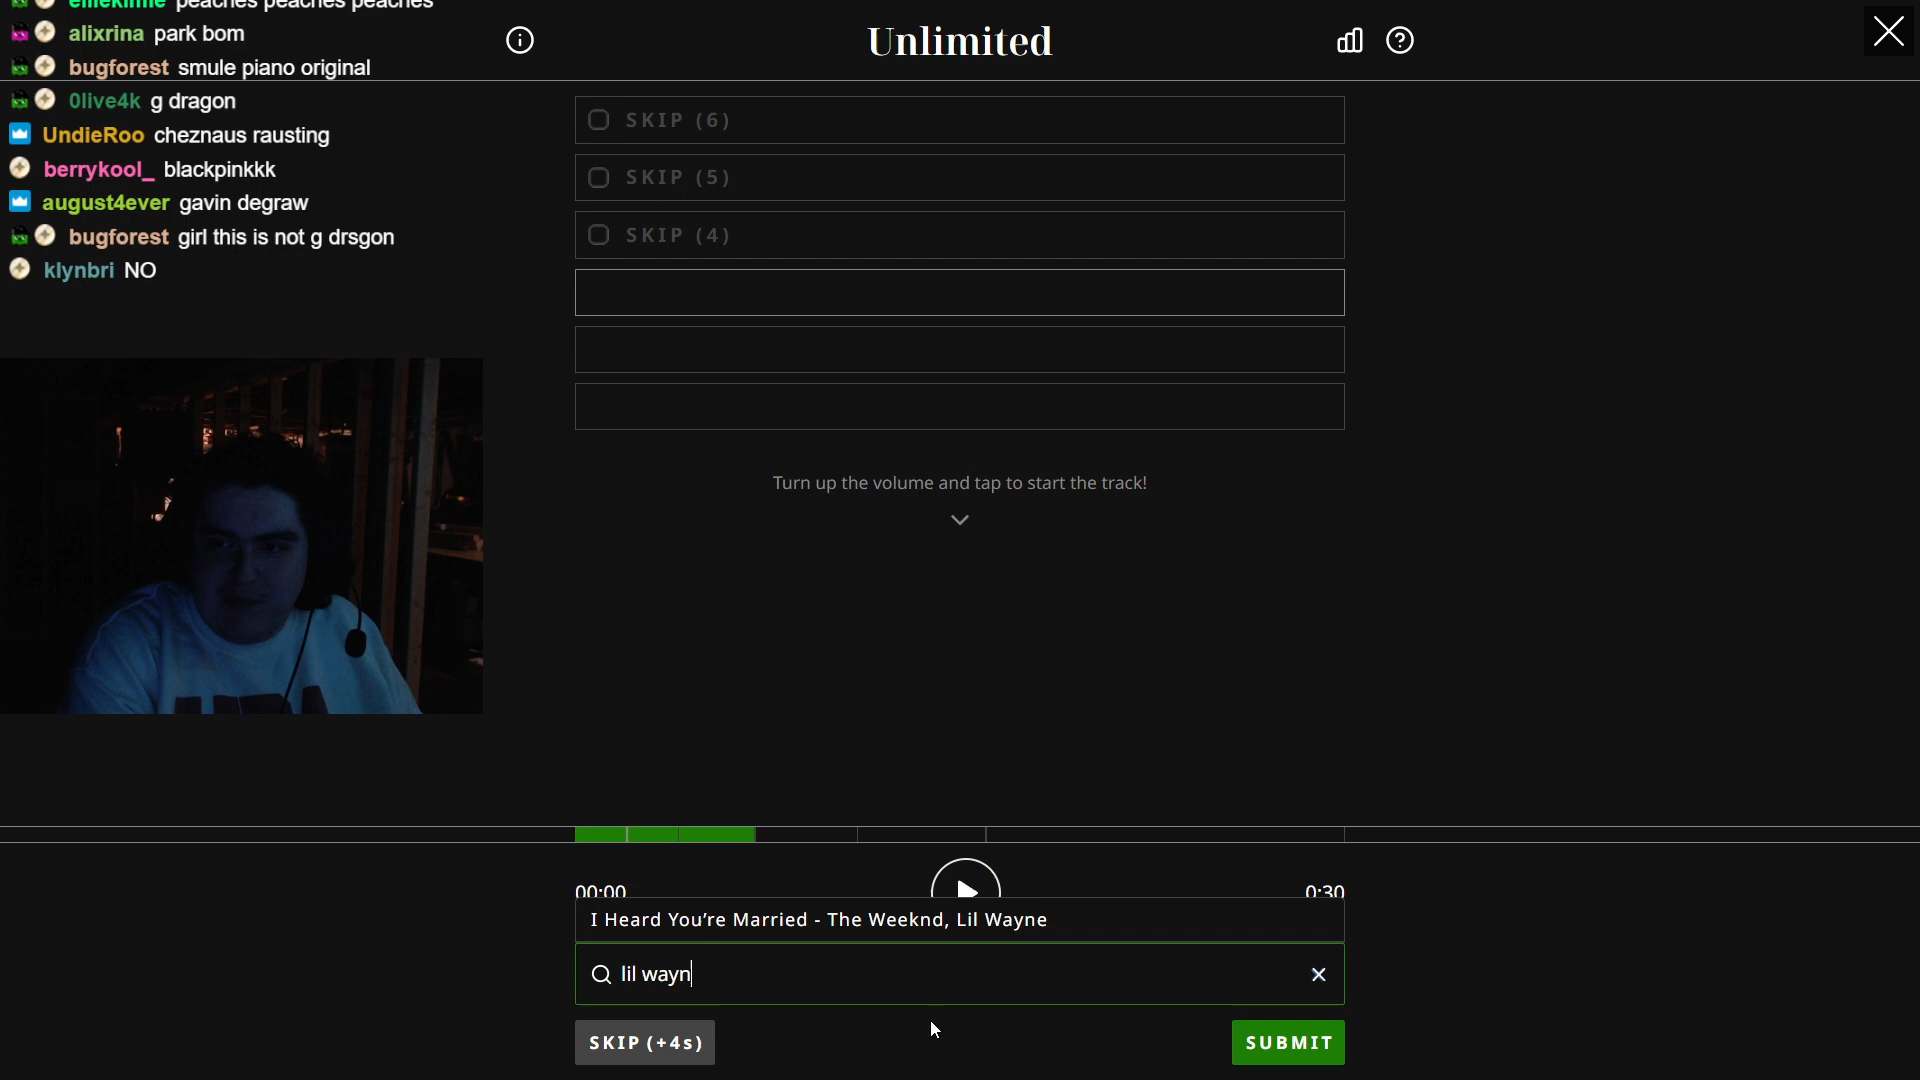 peaches peaches peaches
alixrina park bom
bugforest smule piano original
0live4k g dragon
UndieRoo cheznaus rausting
berrykool_ blackpinkkk
august4ever gavin degraw
bugforest girl this is not g drsgon
klynbri NO
Unlimited
SKIP (6)
SKIP (5)
SKIP (4)
Turn up the volume and tap to start the track!
00:00
0:30
I Heard You’re Married - The Weeknd, Lil Wayne
lil wayn
SKIP (+4s)
SUBMIT